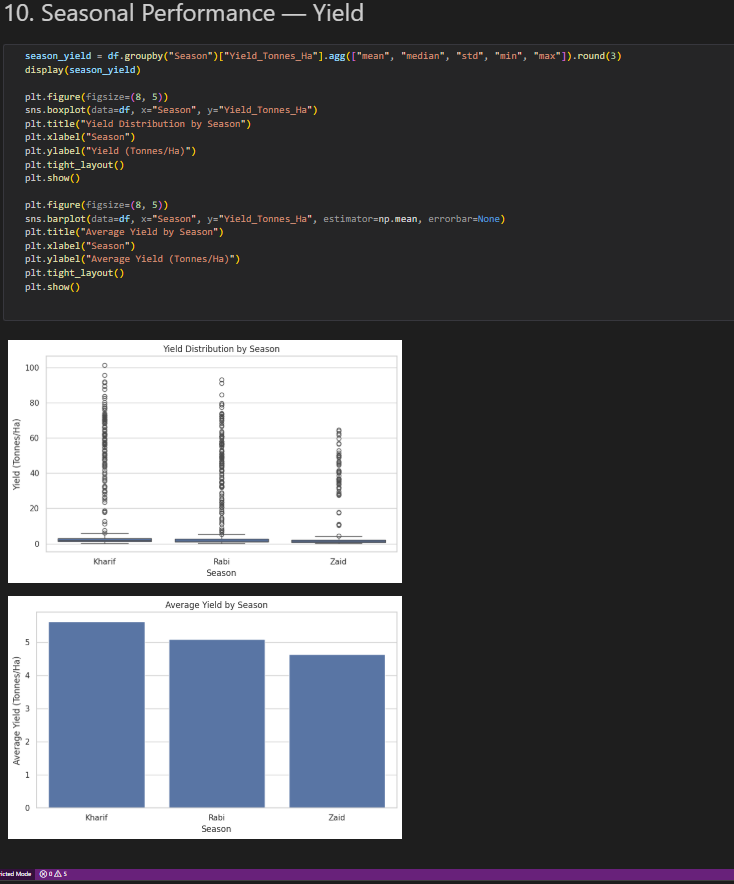 10. Seasonal Performance — Yield
season_yield = df.groupby("Season")["Yield_Tonnes_Ha"].agg(["mean", "median", "std", "min", "max"]).round(3)
display(season_yield)
plt.figure(figsize=(8, 5))
sns.boxplot(data=df, x="Season", y="Yield_Tonnes_Ha")
plt.title("Yield Distribution by Season")
plt.xlabel("Season")
plt.ylabel("Yield (Tonnes/Ha)")
plt.tight_layout()
plt.show()
plt.figure(figsize=(8, 5))
sns.barplot(data=df, x="Season", y="Yield_Tonnes_Ha", estimator=np.mean, errorbar=None)
plt.title("Average Yield by Season")
plt.xlabel("Season")
plt.ylabel("Average Yield (Tonnes/Ha)")
plt.tight_layout()
plt.show()
Yield Distribution by Season
Yield (Tonnes/Ha)
100
80
60
40
20
0
Kharif Rabi Zaid
Season
Average Yield by Season
Average Yield (Tonnes/Ha)
5
4
3
2
1
0
Kharif Rabi Zaid
Season
ricted Mode 0 5